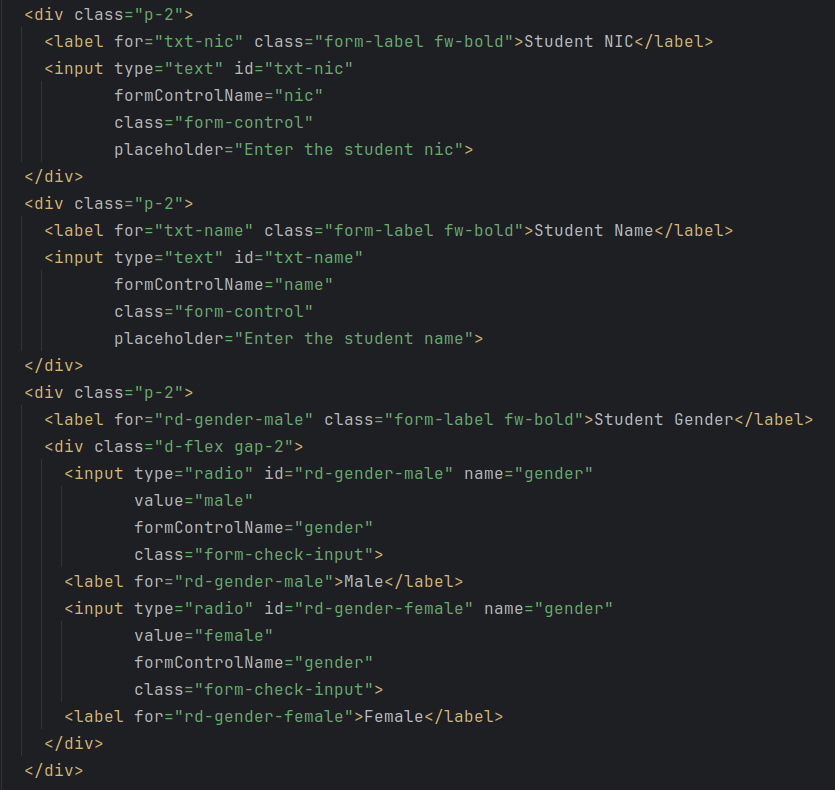 <div class="p-2">
  <label for="txt-nic" class="form-label fw-bold">Student NIC</label>
  <input type="text" id="txt-nic"
         formControlName="nic"
         class="form-control"
         placeholder="Enter the student nic">
</div>
<div class="p-2">
  <label for="txt-name" class="form-label fw-bold">Student Name</label>
  <input type="text" id="txt-name"
         formControlName="name"
         class="form-control"
         placeholder="Enter the student name">
</div>
<div class="p-2">
  <label for="rd-gender-male" class="form-label fw-bold">Student Gender</label>
  <div class="d-flex gap-2">
    <input type="radio" id="rd-gender-male" name="gender"
           value="male"
           formControlName="gender"
           class="form-check-input">
    <label for="rd-gender-male">Male</label>
    <input type="radio" id="rd-gender-female" name="gender"
           value="female"
           formControlName="gender"
           class="form-check-input">
    <label for="rd-gender-female">Female</label>
  </div>
</div>